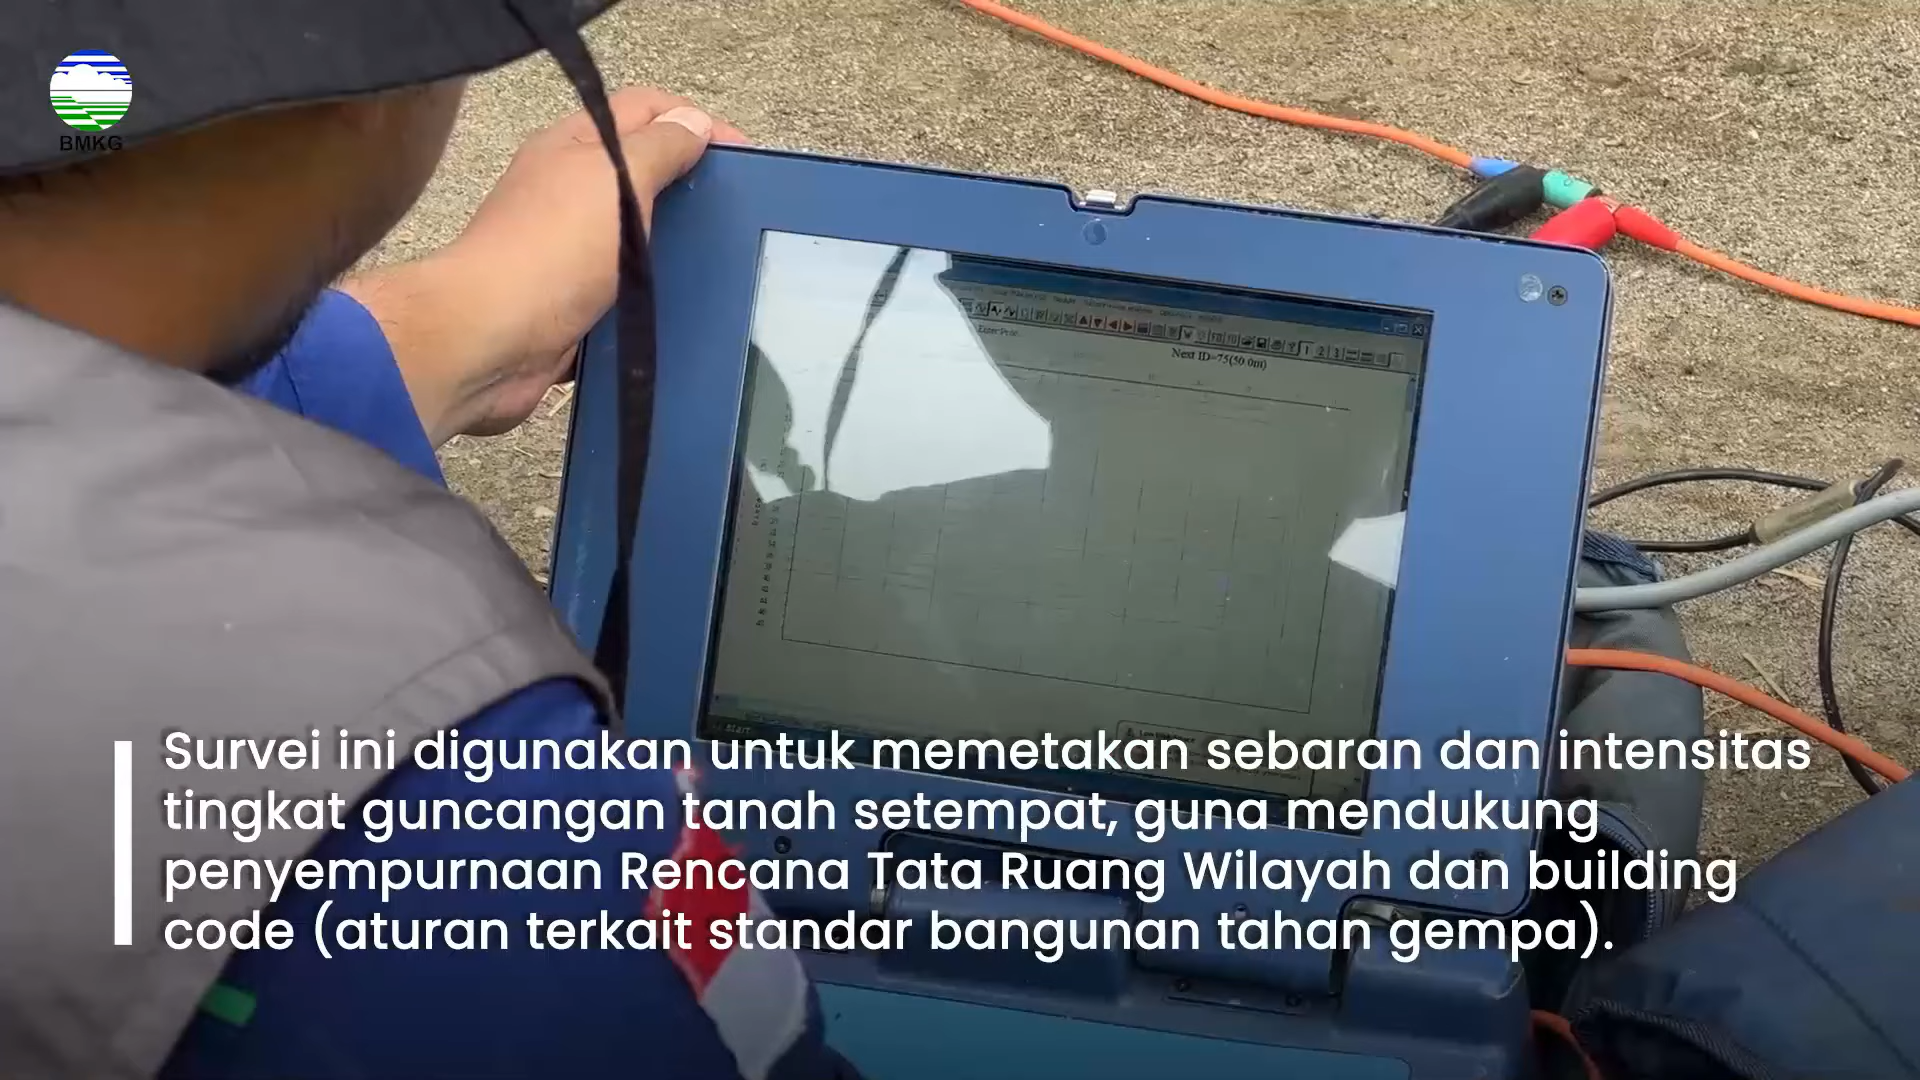 BMKG
Next ID=75(50.0m)
Survei ini digunakan untuk memetakan sebaran dan intensitas
tingkat guncangan tanah setempat, guna mendukung
penyempurnaan Rencana Tata Ruang Wilayah dan building
code (aturan terkait standar bangunan tahan gempa).